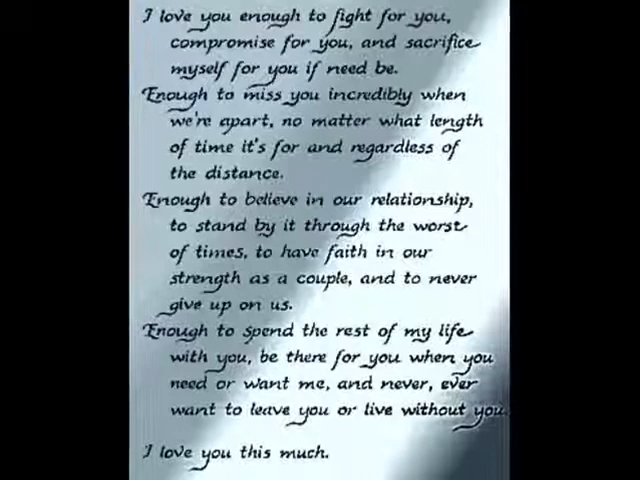 I love you enough to fight for you,
compromise for you, and sacrifice
myself for you if need be.
Enough to miss you incredibly when
we're apart, no matter what length
of time it's for and regardless of
the distance.
Enough to believe in our relationship,
to stand by it through the worst
of times, to have faith in our
strength as a couple, and to never
give up on us.
Enough to spend the rest of my life
with you, be there for you when you
need or want me, and never, ever
want to leave you or live without you.
I love you this much.